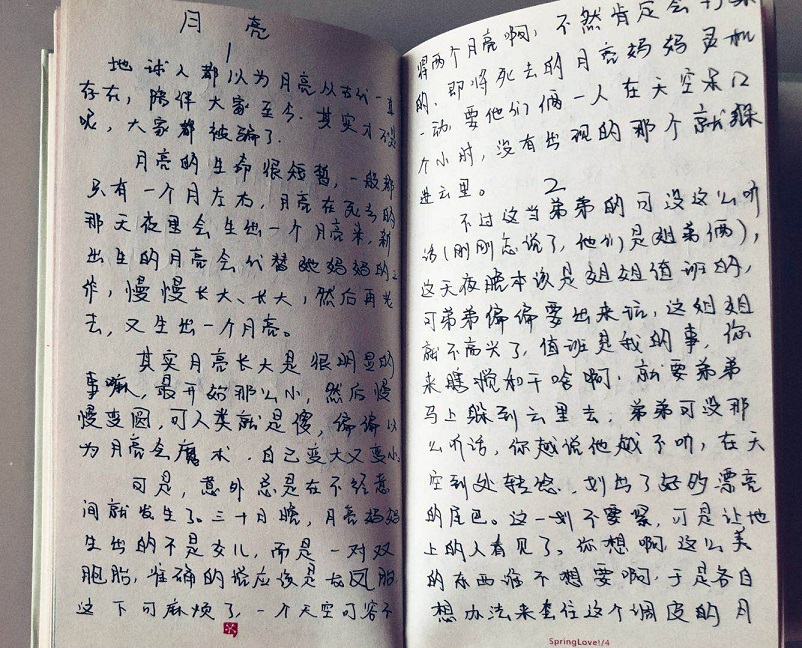 月亮
1
地球人都以为月亮从古代一直
存在，陪伴大家至今。其实才不是
呢，大家都被骗了。
月亮的生命很短暂，一般都
只有一个月左右，月亮在死去的
那天夜里会生出一个月亮来，新
出生的月亮会代替她妈妈的工
作，慢慢长大、长大，然后再死
去，又生出一个月亮。
其实月亮长大是很明显的
事嘛，最开始那么小，然后慢
慢变圆，可人类就是傻，偏偏以
为月亮会魔术，自己变大又变小。
可是，意外总是在不经意
间就发生了。三十月晚，月亮妈妈
生出的不是女儿，而是一对双
胞胎，准确的说应该是龙凤胎
这下可麻烦了，一个天空可容不
得两个月亮啊，不然肯定会
的，即将死去的月亮妈妈灵机
一动，要他们俩一人在天空呆12
个小时，没有出现的那个就躲
进云里。
2
不过这当弟弟的可没这么听
话（刚刚忘说了，他们是姐弟俩），
这天夜晚本该是姐姐值班的，
可弟弟偏偏要出来玩，这姐姐
就不高兴了，值班是我的事，你
来瞎搅和干啥啊，就要弟弟
马上躲到云里去，弟弟可没那
么听话，你越说他越不听，在天
空到处转悠，划出了好的漂亮
的尾巴。这一划不要紧，可是让地
上的人看见了。你想啊，这么美
的东西谁不想要啊，于是各自
想办法来套住这个调皮的月
SpringLove!/4